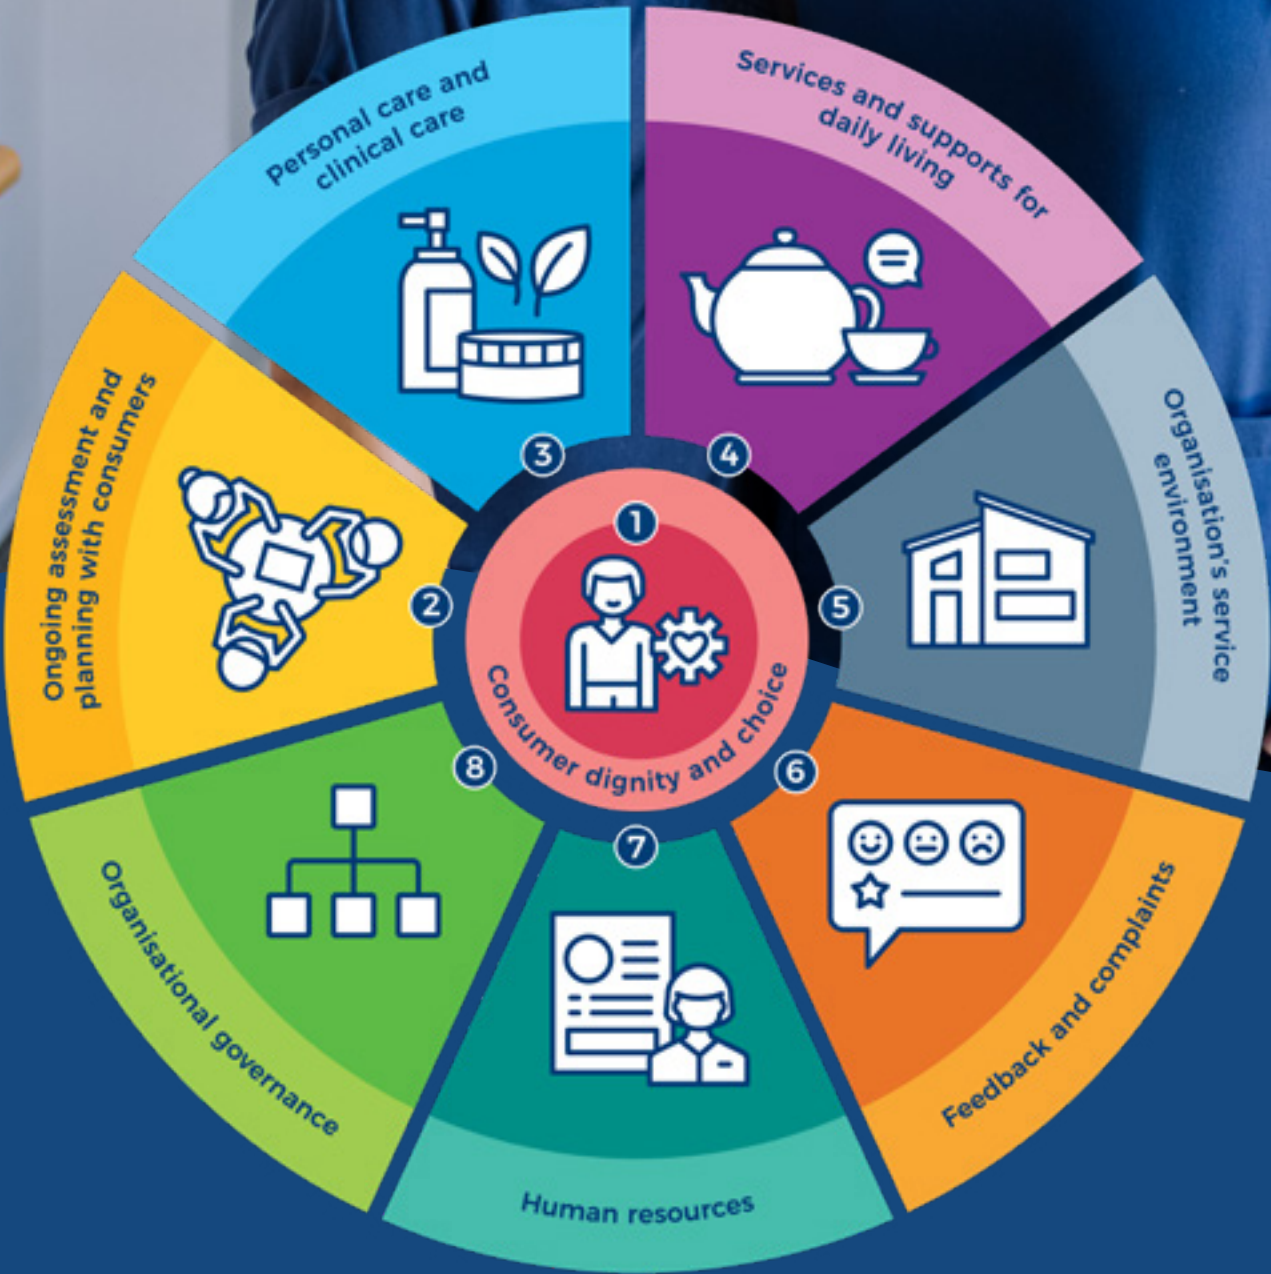 1
Consumer dignity and choice
2
Ongoing assessment and
planning with consumers
3
Personal care and
clinical care
4
Services and supports for
daily living
5
Organisation's service
environment
6
Feedback and complaints
7
Human resources
8
Organisational governance